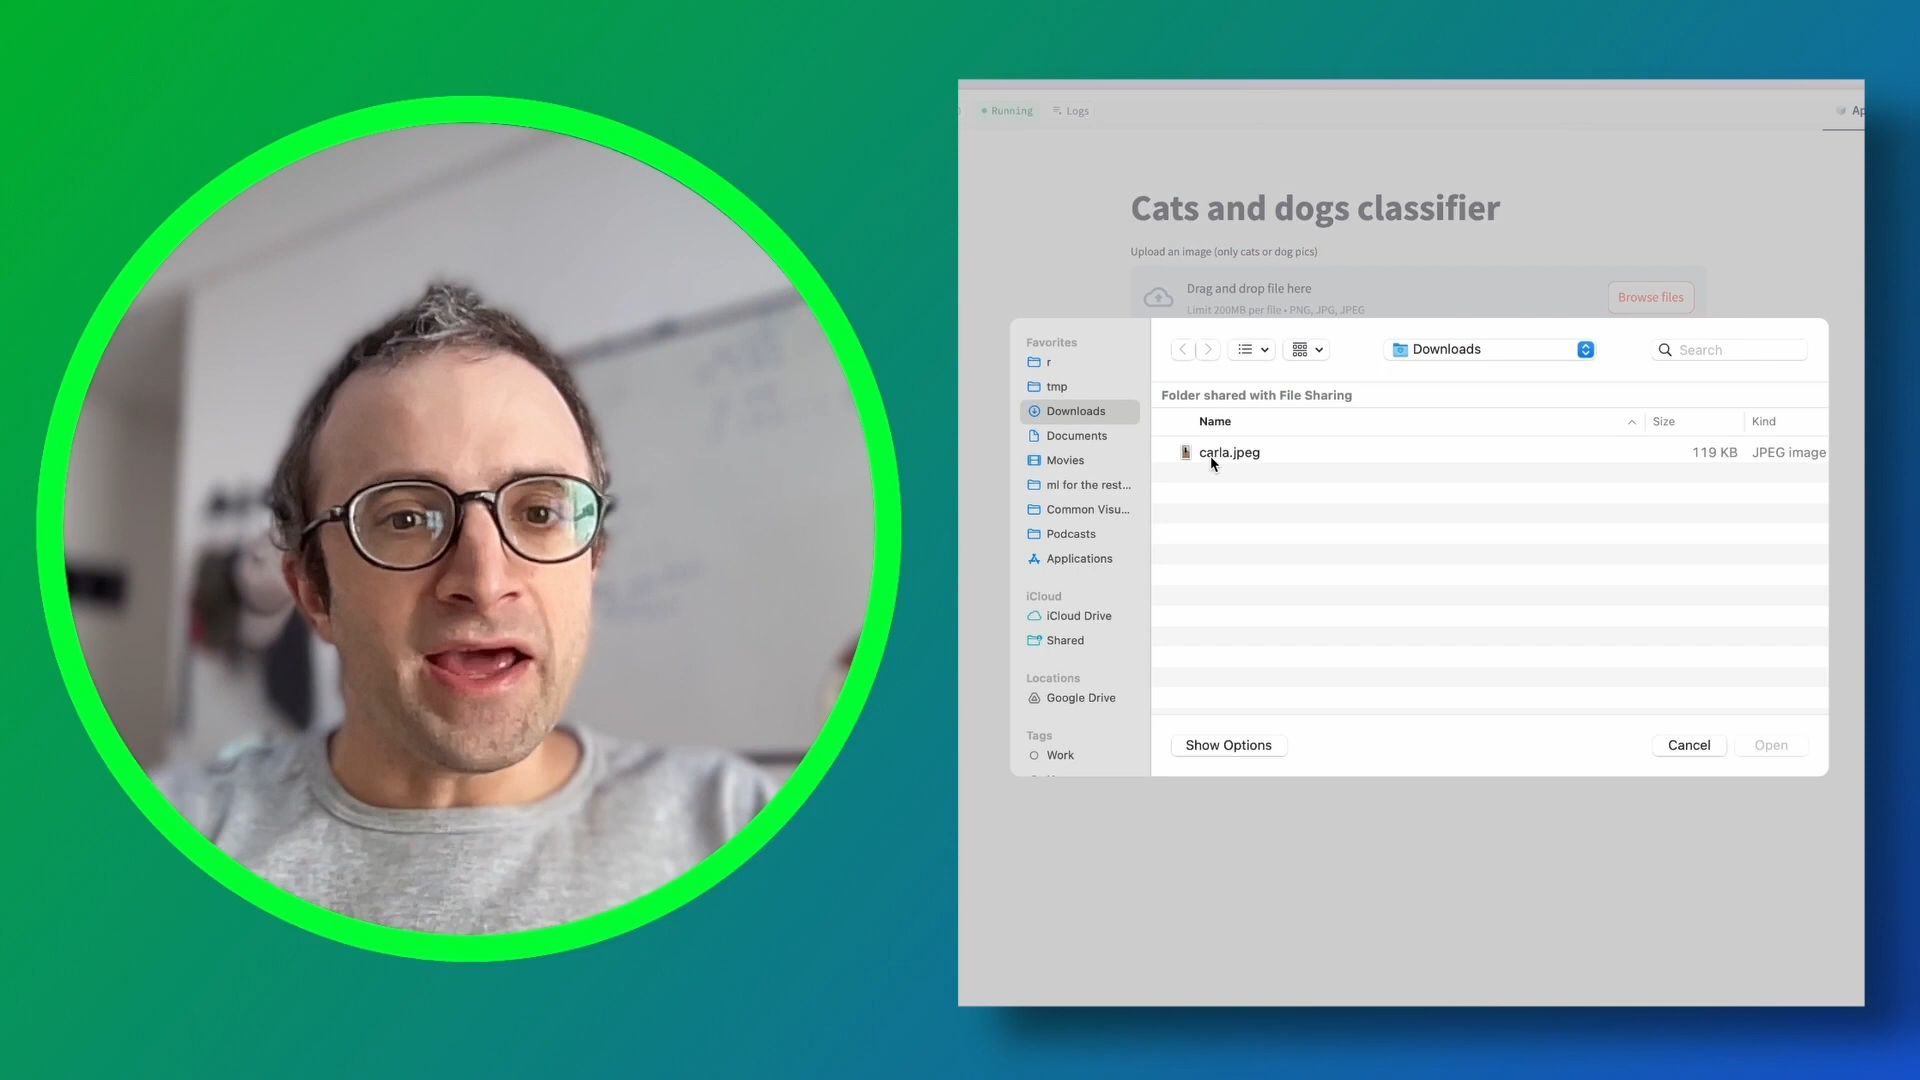 Running
Logs
Cats and dogs classifier
Upload an image (only cats or dog pics)
Drag and drop file here
Limit 200MB per file • PNG, JPG, JPEG
Browse files
Favorites
r
tmp
Downloads
Documents
Movies
ml for the rest...
Common Visu...
Podcasts
Applications
iCloud
iCloud Drive
Shared
Locations
Google Drive
Tags
Work
Downloads
Search
Folder shared with File Sharing
Name Size Kind
carla.jpeg 119 KB JPEG image
Show Options
Cancel
Open